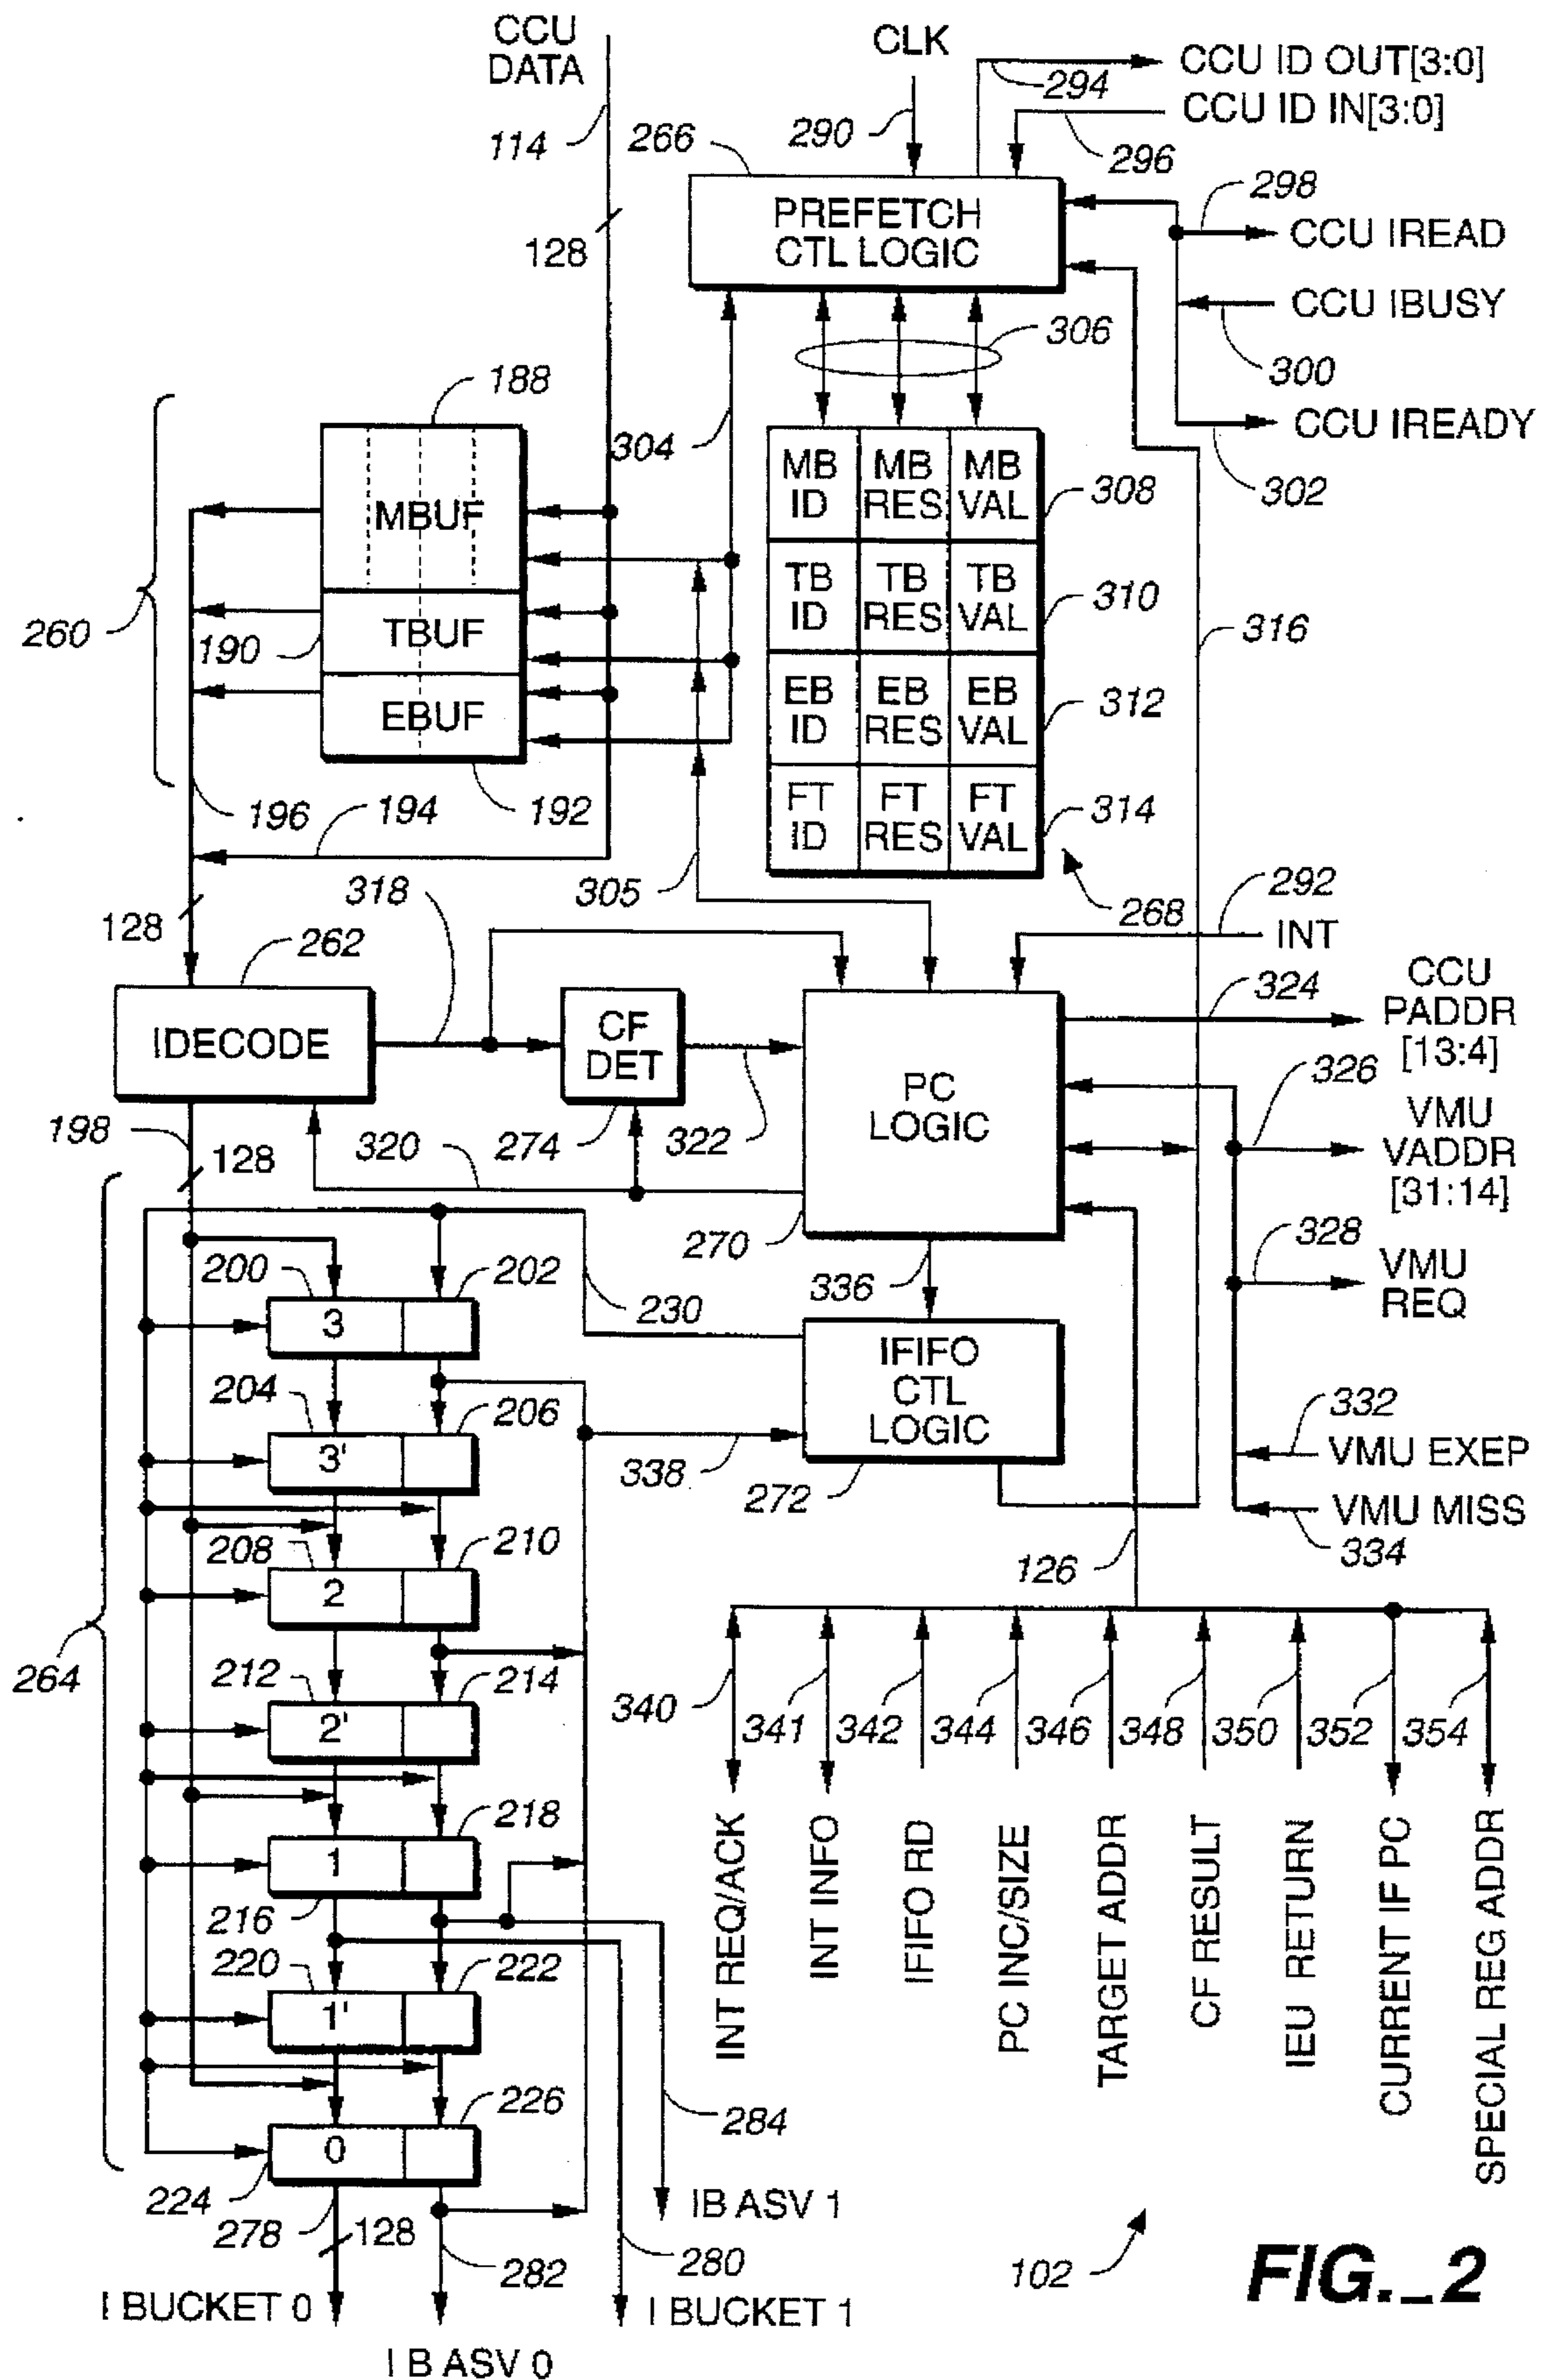 CCU
DATA
CLK
CCU ID OUT[3:0]
294
CCU ID IN[3:0]
114
266
290
296
298
PREFETCH
CTL LOGIC
128
CCU IREAD
CCU IBUSY
306
300
188
304
CCU IREADY
302
MB ID
MB RES
MB VAL
308
MBUF
TB ID
TB RES
TB VAL
310
260
190
TBUF
316
EB ID
EB RES
EB VAL
312
EBUF
FT ID
FT RES
FT VAL
314
196
194
192
318
305
268
292
INT
128
262
CCU
PADDR
[13:4]
324
IDECODE
CF
DET
PC
LOGIC
326
VMU
VADDR
[31:14]
198
128
320
274
322
270
328
VMU
REQ
200
202
230
336
3
IFIFO
CTL
LOGIC
204
206
332
3'
338
272
VMU EXEP
VMU MISS
334
208
210
126
2
264
212
214
340
341
342
344
346
348
350
352
354
2'
218
1
216
INT REQ/ACK
INT INFO
IFIFO RD
PC INC/SIZE
TARGET ADDR
CF RESULT
IEU RETURN
CURRENT IF PC
SPECIAL REG ADDR
220
222
1'
226
284
0
224
IB ASV 1
278
128
282
280
102
FIG._2
I BUCKET 0
I BUCKET 1
I B ASV 0